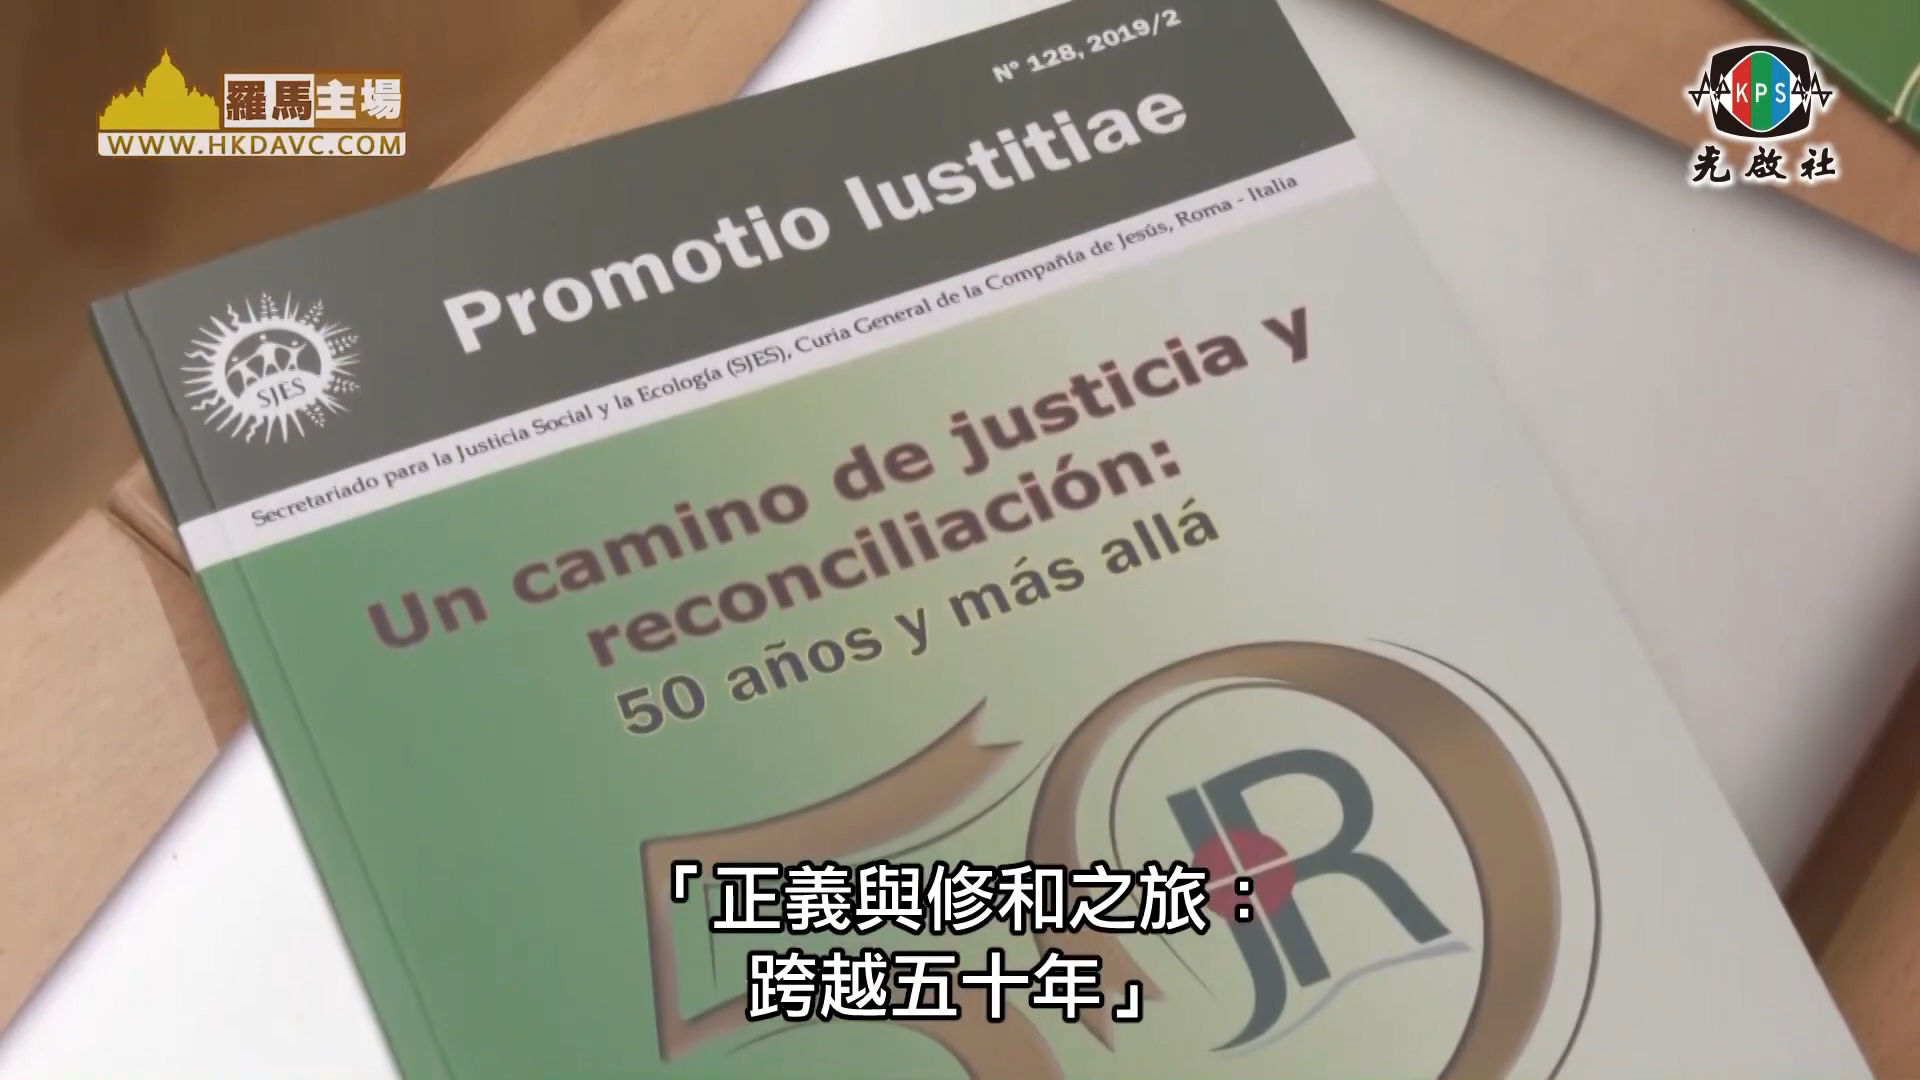 羅馬主場
WWW.HKDAVC.COM
KPS
光啟社
Nº 128, 2019/2
Promotio Iustitiae
SJES
Secretariado para la Justicia Social y la Ecología (SJES), Curia General de la Compañía de Jesús, Roma - Italia
Un camino de justicia y
reconciliación:
50 años y más allá
50
JR
「正義與修和之旅：
跨越五十年」